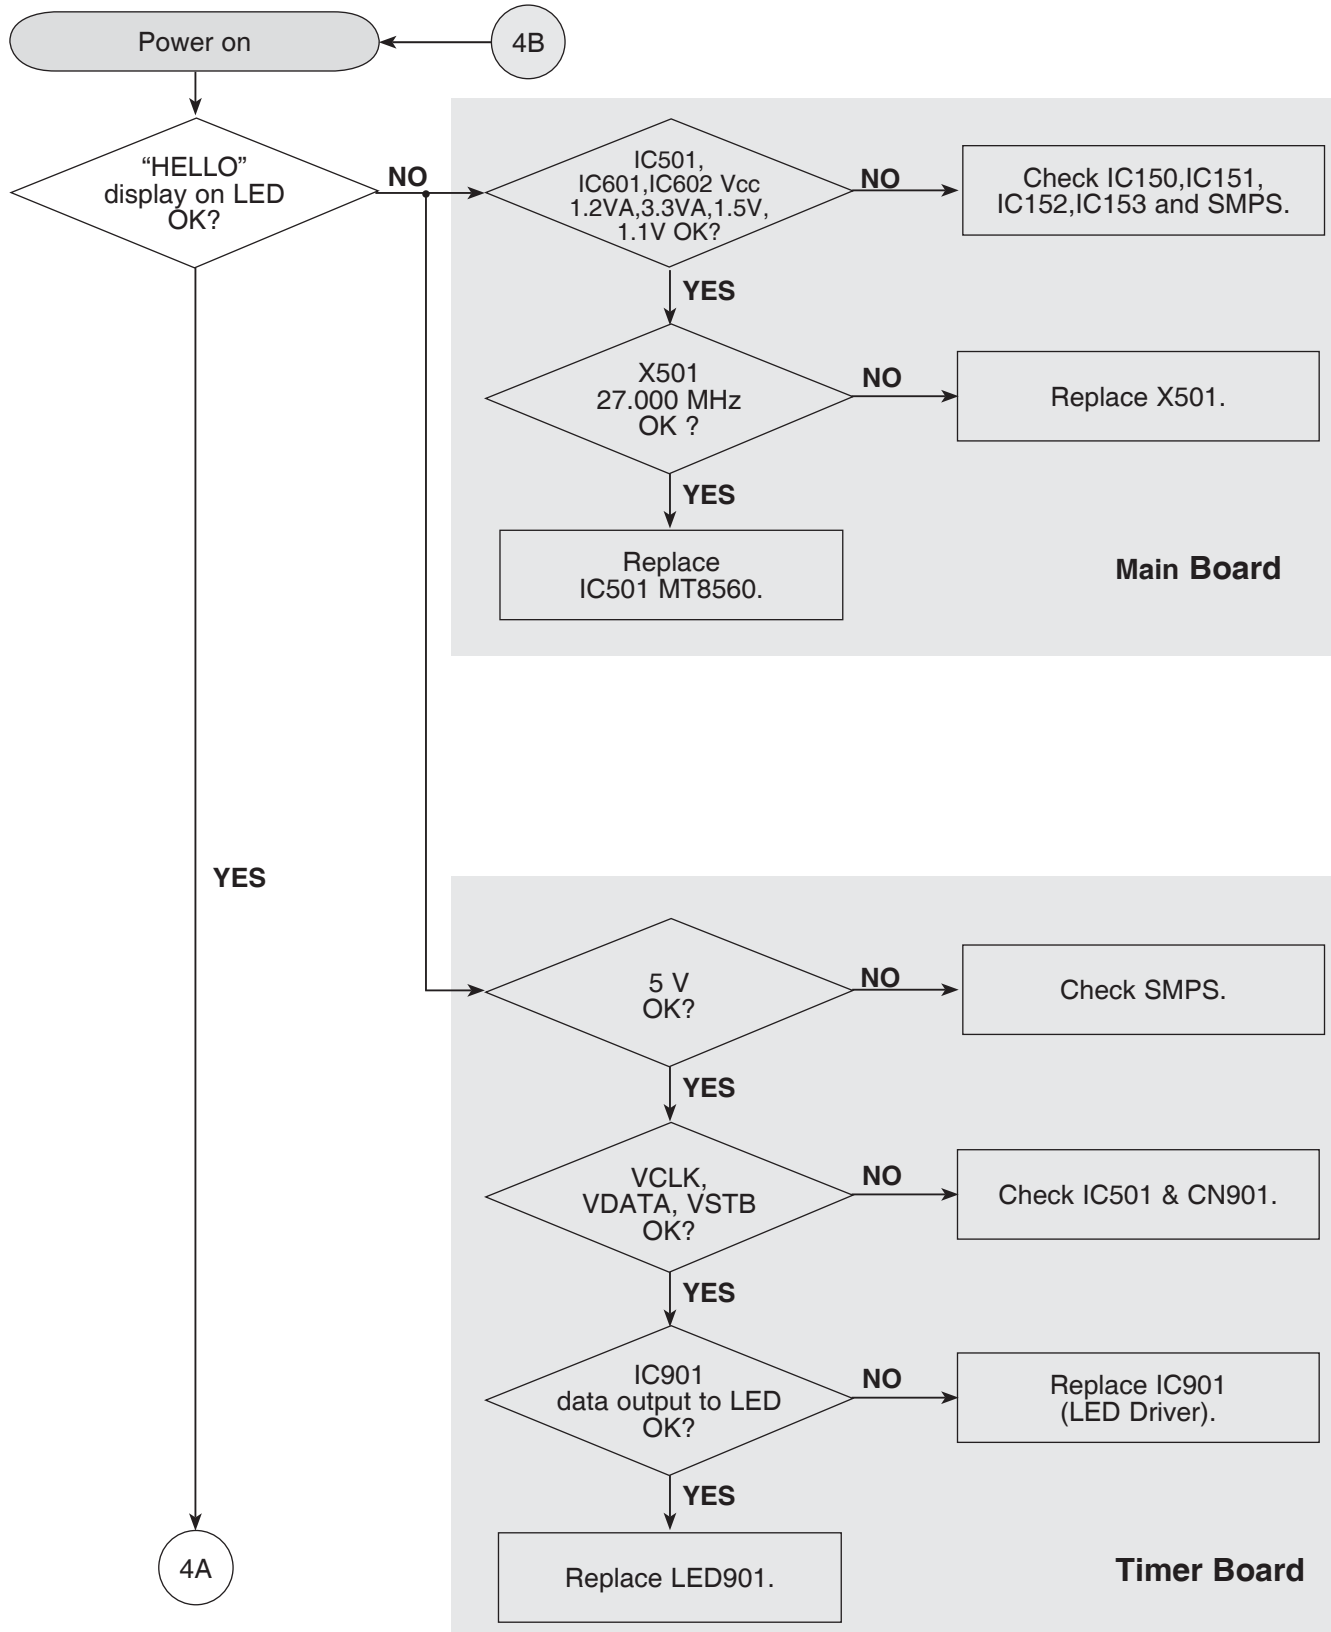 Power on
4B
“HELLO”
display on LED
OK?
NO
IC501,
IC601,IC602 Vcc
1.2VA,3.3VA,1.5V,
1.1V OK?
NO
Check IC150,IC151,
IC152,IC153 and SMPS.
YES
X501
27.000 MHz
OK ?
NO
Replace X501.
YES
Replace
IC501 MT8560.
Main Board
YES
5 V
OK?
NO
Check SMPS.
YES
VCLK,
VDATA, VSTB
OK?
NO
Check IC501 & CN901.
YES
IC901
data output to LED
OK?
NO
Replace IC901
(LED Driver).
YES
Replace LED901.
Timer Board
4A